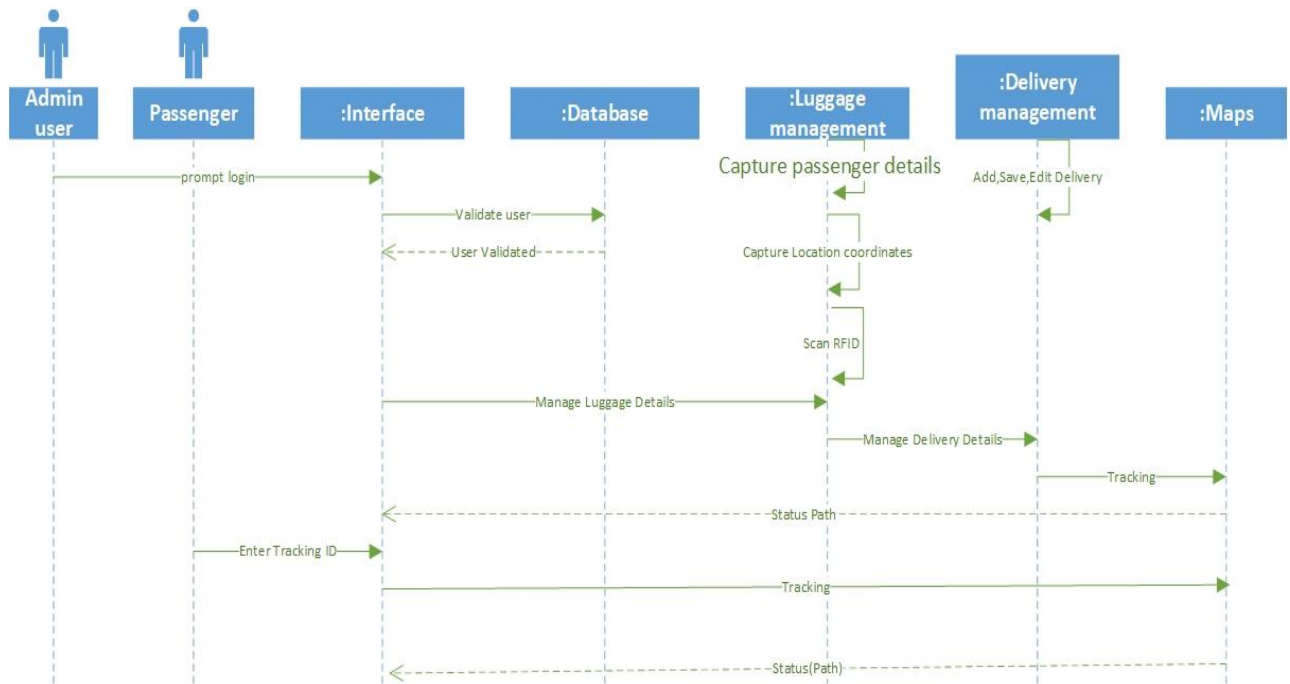 Admin
user
Passenger
:Interface
:Database
:Luggage
management
:Delivery
management
:Maps
Capture passenger details
prompt login
Add,Save,Edit Delivery
Validate user
User Validated
Capture Location coordinates
Scan RFID
Manage Luggage Details
Manage Delivery Details
Tracking
Status Path
Enter Tracking ID
Tracking
Status(Path)